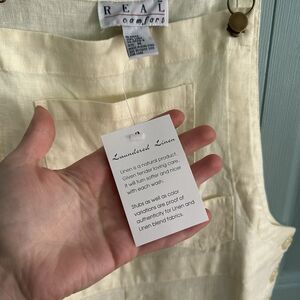 REAL
comfort
Laundered Linen
Linen is a natural product.
Given tender loving care,
it will turn softer and nicer
with each wash.
Stubs as well as color
variations are proof of
authenticity for Linen and
Linen blend fabrics.